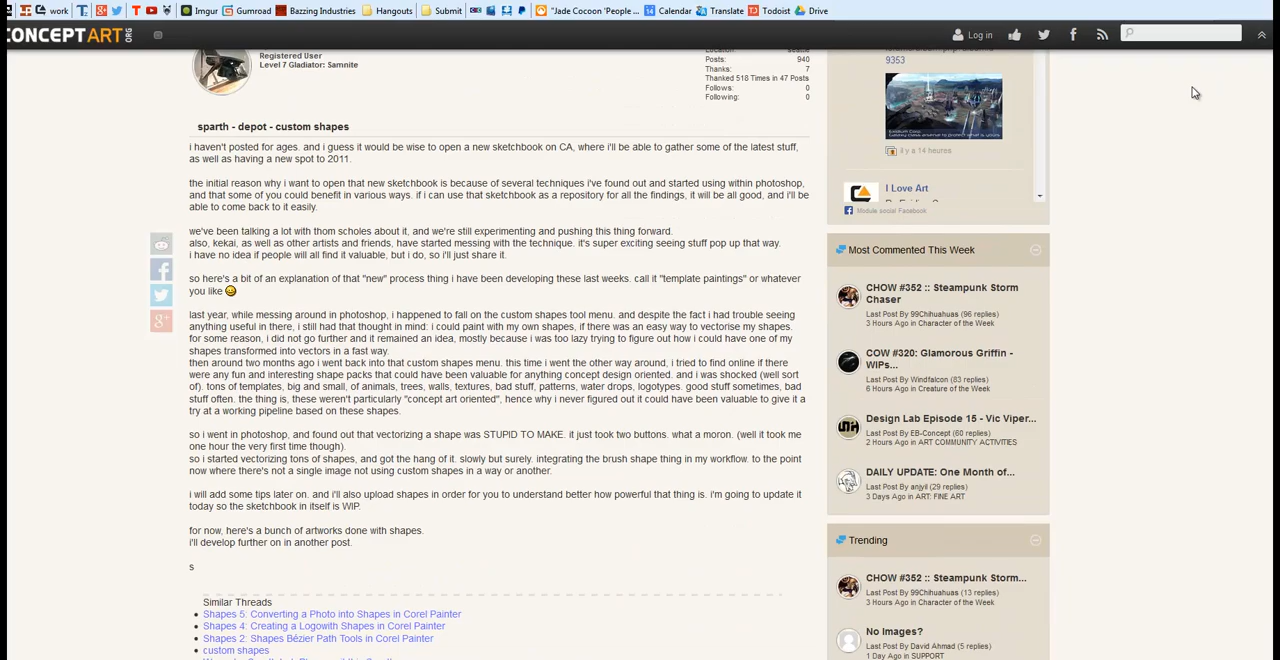 work
Imgur
Gumroad
Bazzing Industries
Hangouts
Submit
"Jade Cocoon 'People ...
Calendar
Translate
Todoist
Drive
CONCEPTART.ORG
Log in
Registered User
Level 7 Gladiator: Samnite
Location: seattle
Posts: 940
Thanks: 7
Thanked 518 Times in 47 Posts
Follows: 0
Following: 0
sparth - depot - custom shapes
i haven't posted for ages. and i guess it would be wise to open a new sketchbook on CA, where i'll be able to gather some of the latest stuff,
as well as having a new spot to 2011.
the initial reason why i want to open that new sketchbook is because of several techniques i've found out and started using within photoshop,
and that some of you could benefit in various ways. if i can use that sketchbook as a repository for all the findings, it will be all good, and i'll be
able to come back to it easily.
we've been talking a lot with thom scholes about it, and we're still experimenting and pushing this thing forward.
also, kekai, as well as other artists and friends, have started messing with the technique. it's super exciting seeing stuff pop up that way.
i have no idea if people will all find it valuable, but i do, so i'll just share it.
so here's a bit of an explanation of that "new" process thing i have been developing these last weeks. call it "template paintings" or whatever
you like
last year, while messing around in photoshop, i happened to fall on the custom shapes tool menu. and despite the fact i had trouble seeing
anything useful in there, i still had that thought in mind: i could paint with my own shapes, if there was an easy way to vectorise my shapes.
for some reason, i did not go further and it remained an idea, mostly because i was too lazy trying to figure out how i could have one of my
shapes transformed into vectors in a fast way.
then around two months ago i went back into that custom shapes menu. this time i went the other way around, i tried to find online if there
were any fun and interesting shape packs that could have been valuable for anything concept design oriented. and i was shocked (well sort
of). tons of templates, big and small, of animals, trees, walls, textures, bad stuff, patterns, water drops, logotypes. good stuff sometimes, bad
stuff often. the thing is, these weren't particularly "concept art oriented", hence why i never figured out it could have been valuable to give it a
try at a working pipeline based on these shapes.
so i went in photoshop, and found out that vectorizing a shape was STUPID TO MAKE. it just took two buttons. what a moron. (well it took me
one hour the very first time though).
so i started vectorizing tons of shapes, and got the hang of it. slowly but surely. integrating the brush shape thing in my workflow. to the point
now where there's not a single image not using custom shapes in a way or another.
i will add some tips later on. and i'll also upload shapes in order for you to understand better how powerful that thing is. i'm going to update it
today so the sketchbook in itself is WIP.
for now, here's a bunch of artworks done with shapes.
i'll develop further on in another post.
s
Similar Threads
Shapes 5: Converting a Photo into Shapes in Corel Painter
Shapes 4: Creating a Logowith Shapes in Corel Painter
Shapes 2: Shapes Bézier Path Tools in Corel Painter
custom shapes
9353
il y a 14 heures
I Love Art
Module social Facebook
Most Commented This Week
CHOW #352 :: Steampunk Storm
Chaser
Last Post By 99Chihuahuas (96 replies)
3 Hours Ago in Character of the Week
COW #320: Glamorous Griffin -
WIPs...
Last Post By Windfalcon (83 replies)
6 Hours Ago in Creature of the Week
Design Lab Episode 15 - Vic Viper...
Last Post By EB-Concept (60 replies)
2 Hours Ago in ART COMMUNITY ACTIVITIES
DAILY UPDATE: One Month of...
Last Post By anjyil (29 replies)
3 Days Ago in ART: FINE ART
Trending
CHOW #352 :: Steampunk Storm...
Last Post By 99Chihuahuas (13 replies)
3 Hours Ago in Character of the Week
No Images?
Last Post By David Ahmad (5 replies)
1 Day Ago in SUPPORT